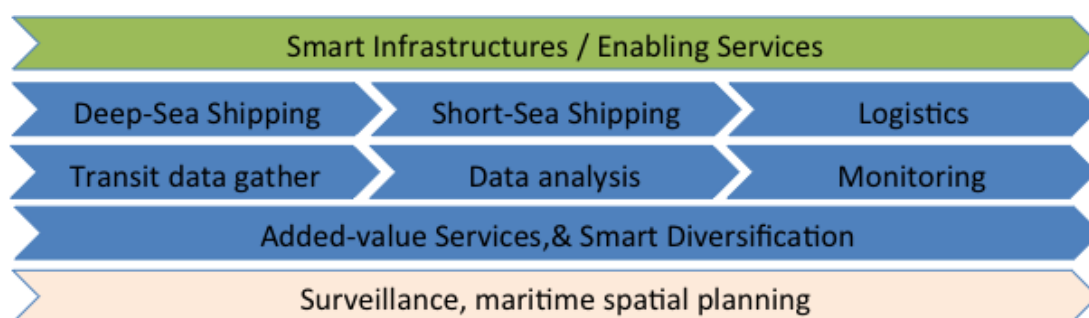 Smart Infrastructures / Enabling Services
Deep-Sea Shipping Short-Sea Shipping Logistics
Transit data gather Data analysis Monitoring
Added-value Services,& Smart Diversification
Surveillance, maritime spatial planning